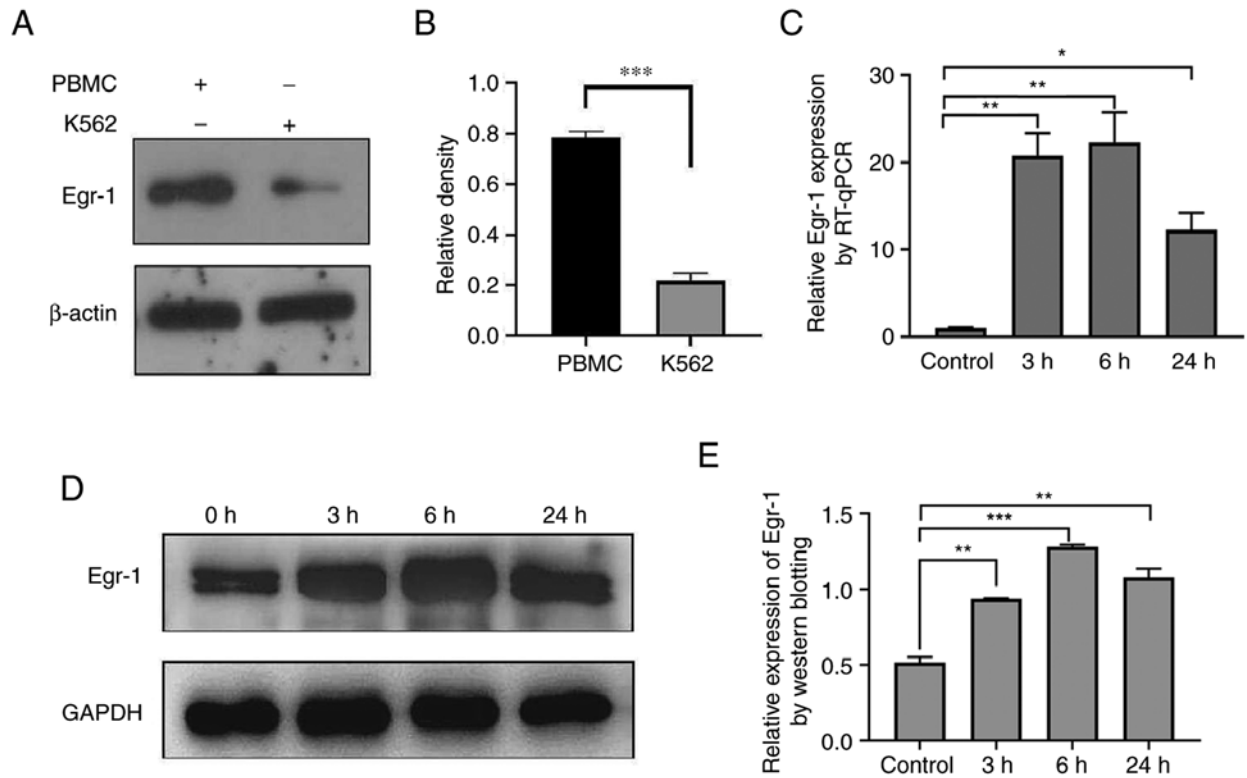 A
PBMC + –
K562 – +
Egr-1
β-actin
B
***
Relative density
1.0
0.8
0.6
0.4
0.2
0.0
PBMC K562
C
*
**
**
Relative Egr-1 expression
by RT-qPCR
30
20
10
0
Control 3 h 6 h 24 h
D
0 h 3 h 6 h 24 h
Egr-1
GAPDH
E
**
***
**
Relative expression of Egr-1
by western blotting
1.5
1.0
0.5
0.0
Control 3 h 6 h 24 h